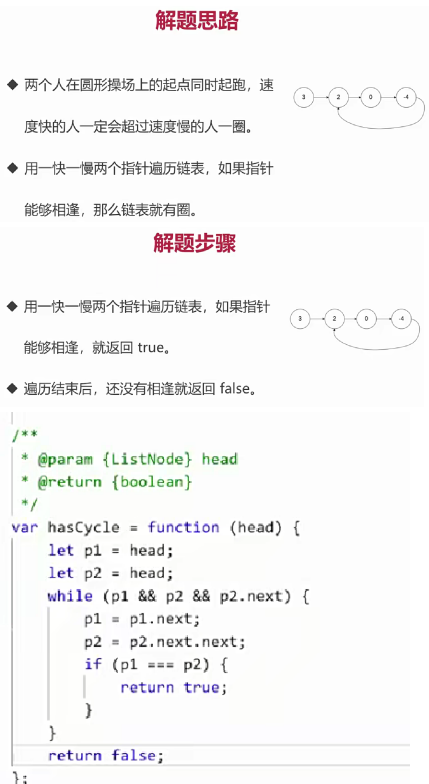 解题思路
◆ 两个人在圆形操场上的起点同时起跑，速
度快的人一定会超过速度慢的人一圈。
◆ 用一快一慢两个指针遍历链表，如果指针
能够相逢，那么链表就有圈。
3 2 0 -4
解题步骤
◆ 用一快一慢两个指针遍历链表，如果指针
能够相逢，就返回 true。
◆ 遍历结束后，还没有相逢就返回 false。
3 2 0 -4
/**
 * @param {ListNode} head
 * @return {boolean}
 */
var hasCycle = function (head) {
    let p1 = head;
    let p2 = head;
    while (p1 && p2 && p2.next) {
        p1 = p1.next;
        p2 = p2.next.next;
        if (p1 === p2) {
            return true;
        }
    }
    return false;
};